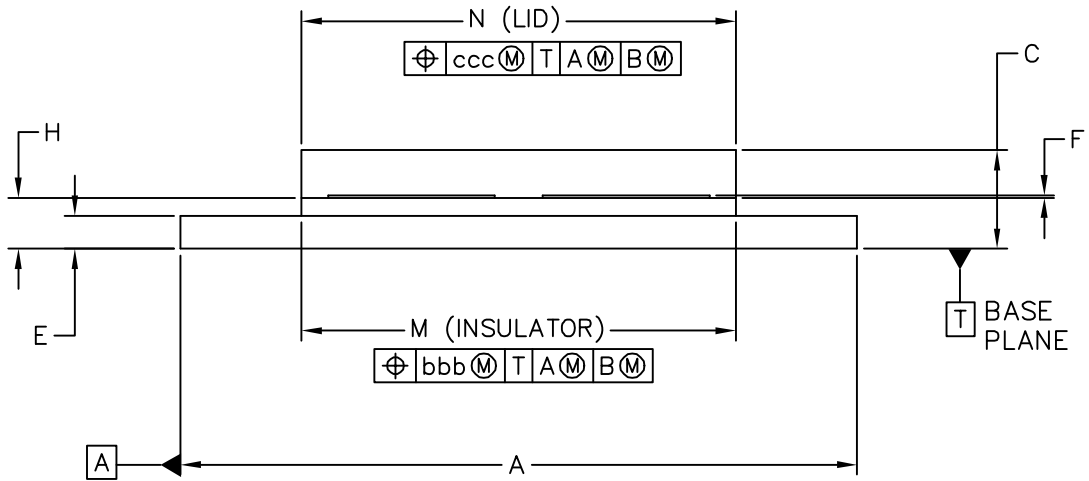 N (LID)
⌖ ccc Ⓜ T A Ⓜ B Ⓜ
C
H
F
E
M (INSULATOR)
⌖ bbb Ⓜ T A Ⓜ B Ⓜ
T BASE
PLANE
A
A